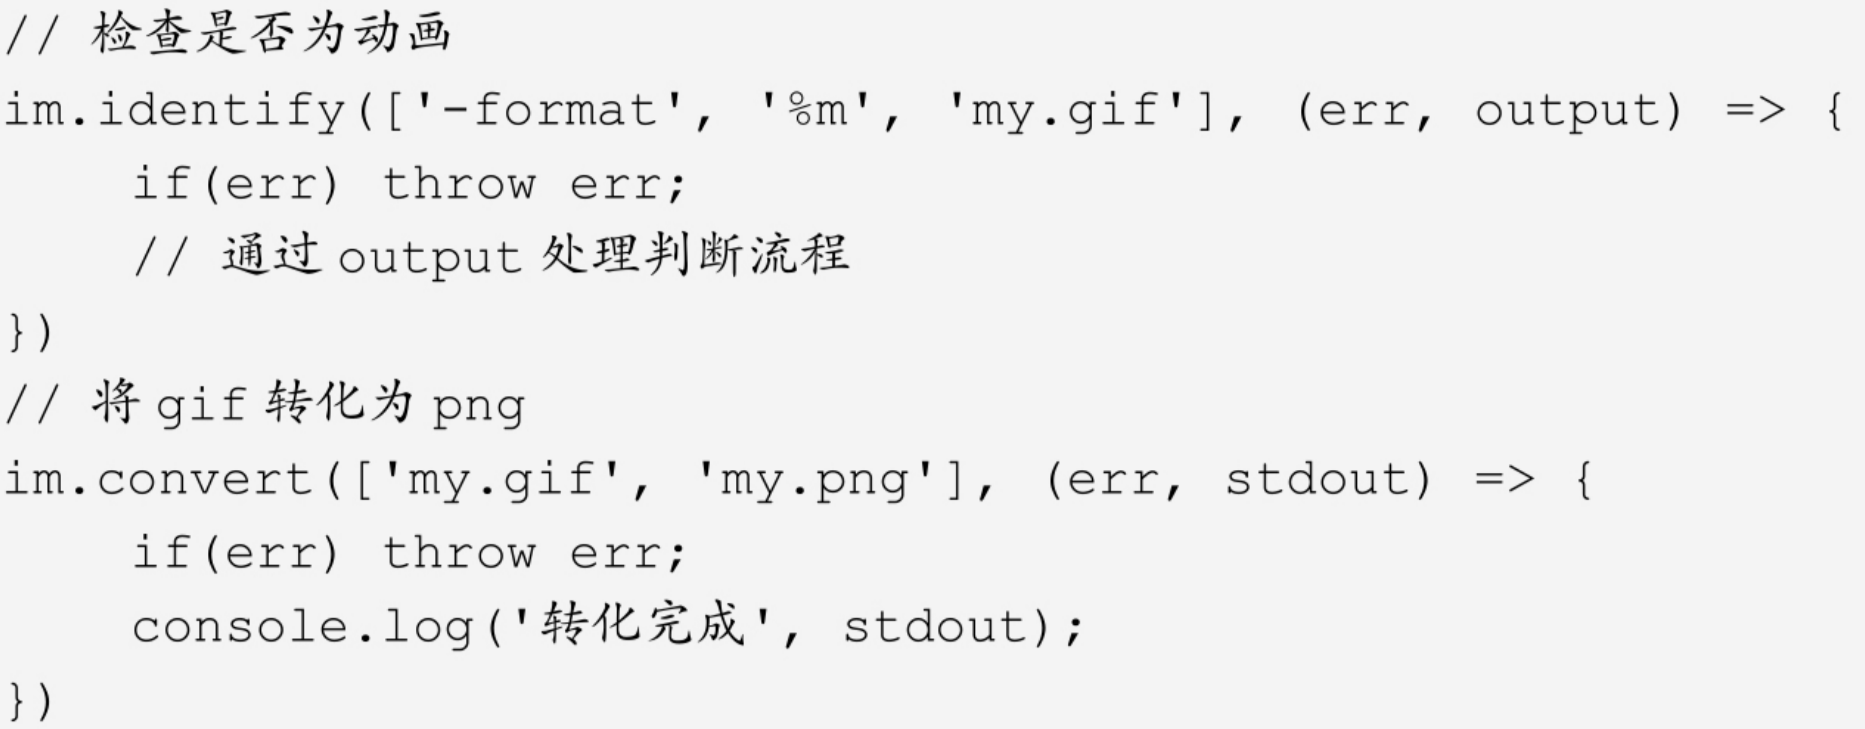 // 检查是否为动画
im.identify(['-format', '%m', 'my.gif'], (err, output) => {
    if(err) throw err;
    // 通过 output 处理判断流程
})
// 将 gif 转化为 png
im.convert(['my.gif', 'my.png'], (err, stdout) => {
    if(err) throw err;
    console.log('转化完成', stdout);
})